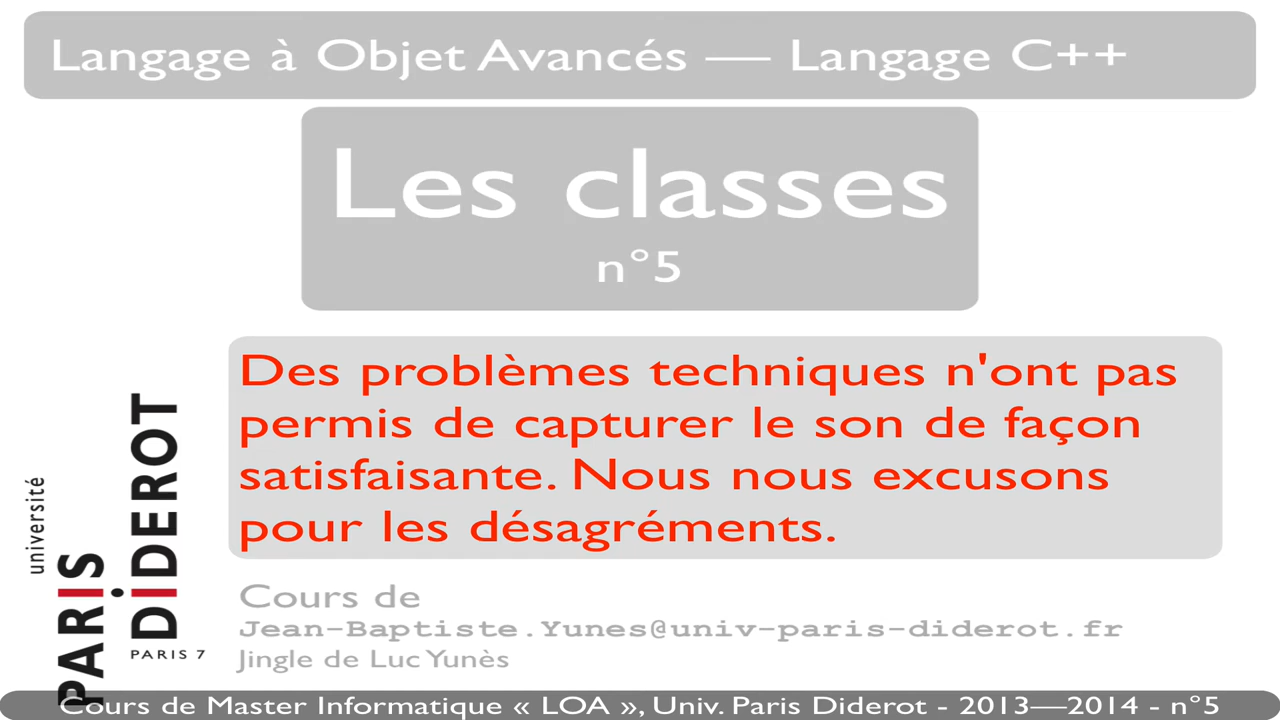 Langage à Objet Avancés — Langage C++
Les classes
n°5
Des problèmes techniques n'ont pas
permis de capturer le son de façon
satisfaisante. Nous nous excusons
pour les désagréments.
université
PARIS
DIDEROT
PARIS 7
Cours de
Jean-Baptiste.Yunes@univ-paris-diderot.fr
Jingle de Luc Yunès
Cours de Master Informatique « LOA », Univ. Paris Diderot - 2013—2014 - n°5